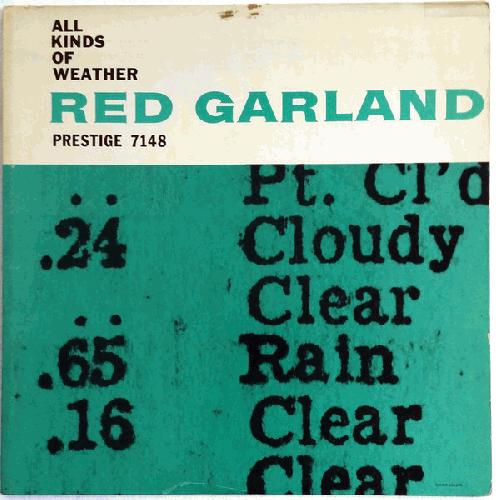 ALL
KINDS
OF
WEATHER
RED GARLAND
PRESTIGE 7148
.. Pt. Cl'd
.24 Cloudy
.. Clear
.65 Rain
.16 Clear
Clear